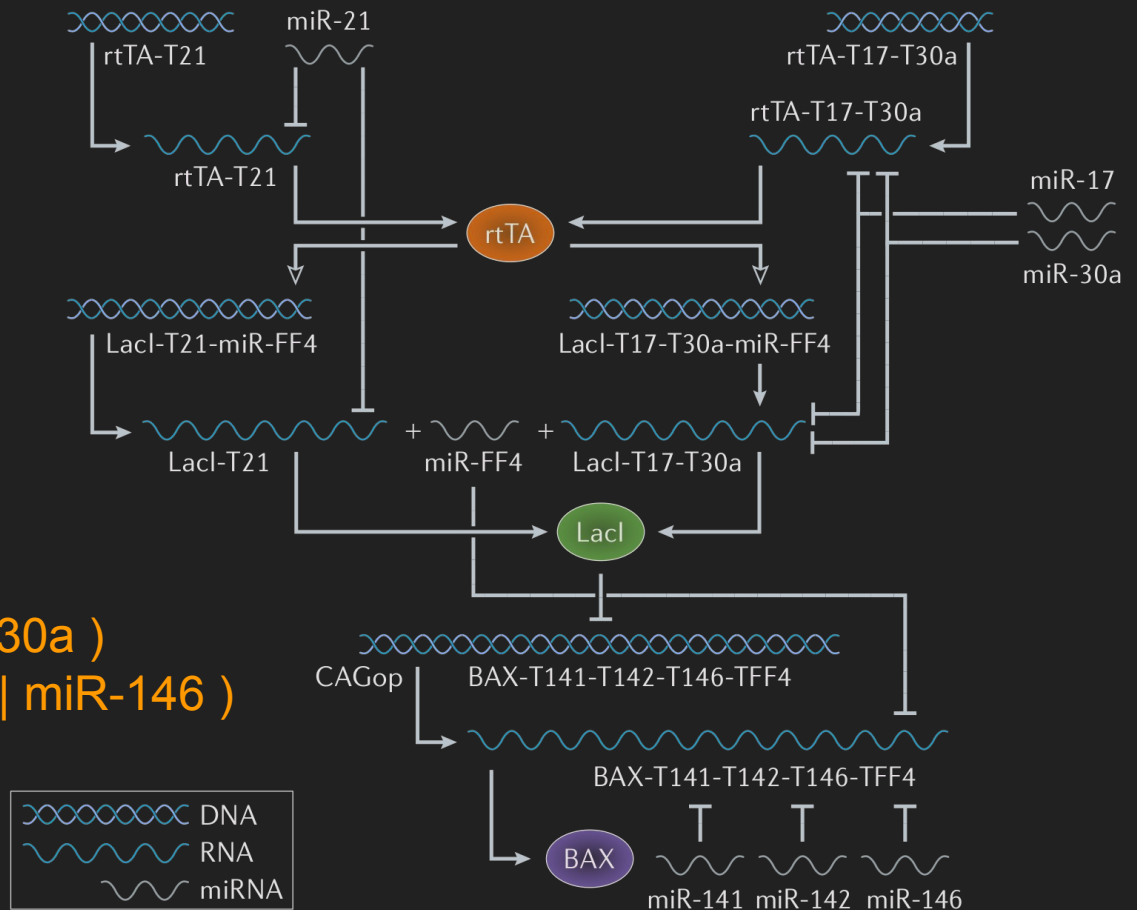 miR-21
rtTA-T21
rtTA-T17-T30a
rtTA-T17-T30a
rtTA-T21
miR-17
rtTA
miR-30a
LacI-T21-miR-FF4
LacI-T17-T30a-miR-FF4
+
+
LacI-T21
miR-FF4
LacI-T17-T30a
LacI
30a )
| miR-146 )
CAGop
BAX-T141-T142-T146-TFF4
BAX-T141-T142-T146-TFF4
DNA
RNA
miRNA
BAX
miR-141 miR-142 miR-146